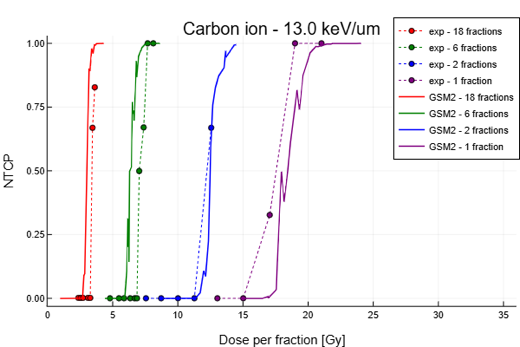 Carbon ion - 13.0 keV/um
exp - 18 fractions
exp - 6 fractions
exp - 2 fractions
exp - 1 fraction
GSM2 - 18 fractions
GSM2 - 6 fractions
GSM2 - 2 fractions
GSM2 - 1 fraction
NTCP
1.00
0.75
0.50
0.25
0.00
0 5 10 15 20 25 30 35
Dose per fraction [Gy]